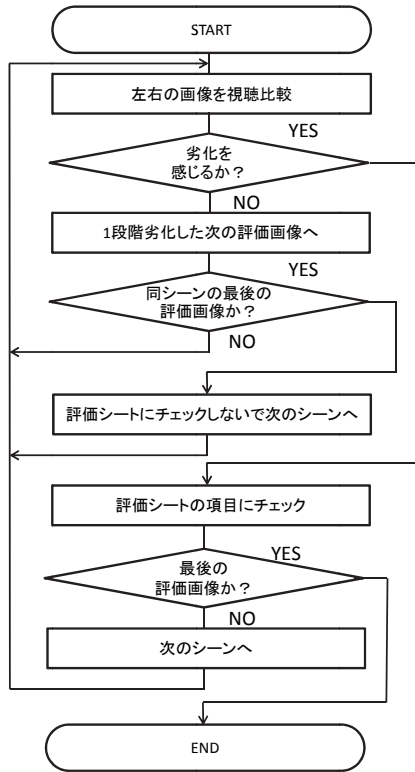 START
左右の画像を視聴比較
YES
劣化を
感じるか？
NO
1段階劣化した次の評価画像へ
YES
同シーンの最後の
評価画像か？
NO
評価シートにチェックしないで次のシーンへ
評価シートの項目にチェック
YES
最後の
評価画像か？
NO
次のシーンへ
END